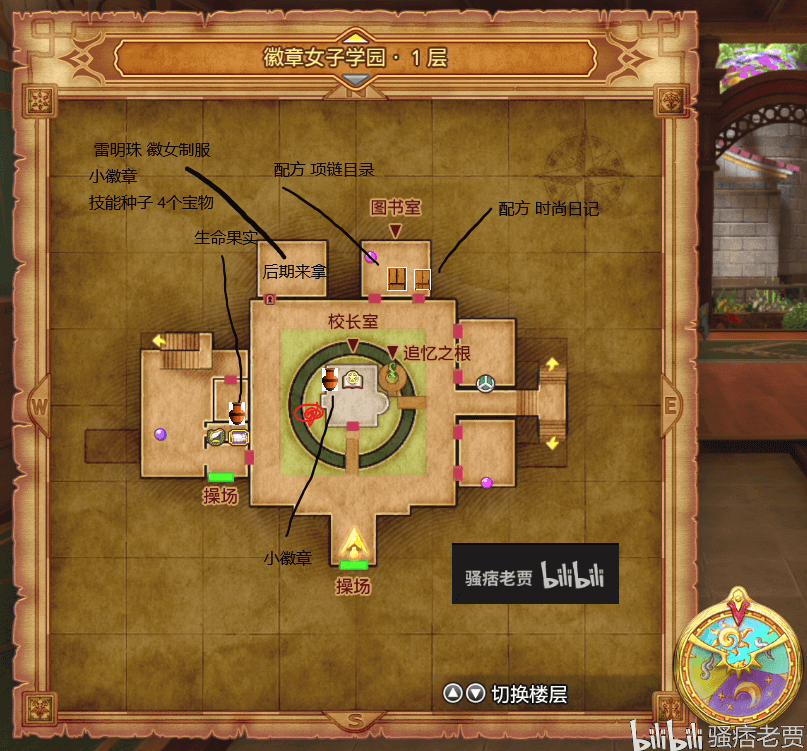 徽章女子学园·1层
N
雷明珠 徽女制服
小徽章
技能种子 4个宝物
配方 项链目录
图书室
配方 时尚日记
生命果实
后期来拿
校长室
追忆之根
W
E
操场
小徽章
操场
骚痞老贾 bilibili
切换楼层
S
bilibili 骚痞老贾